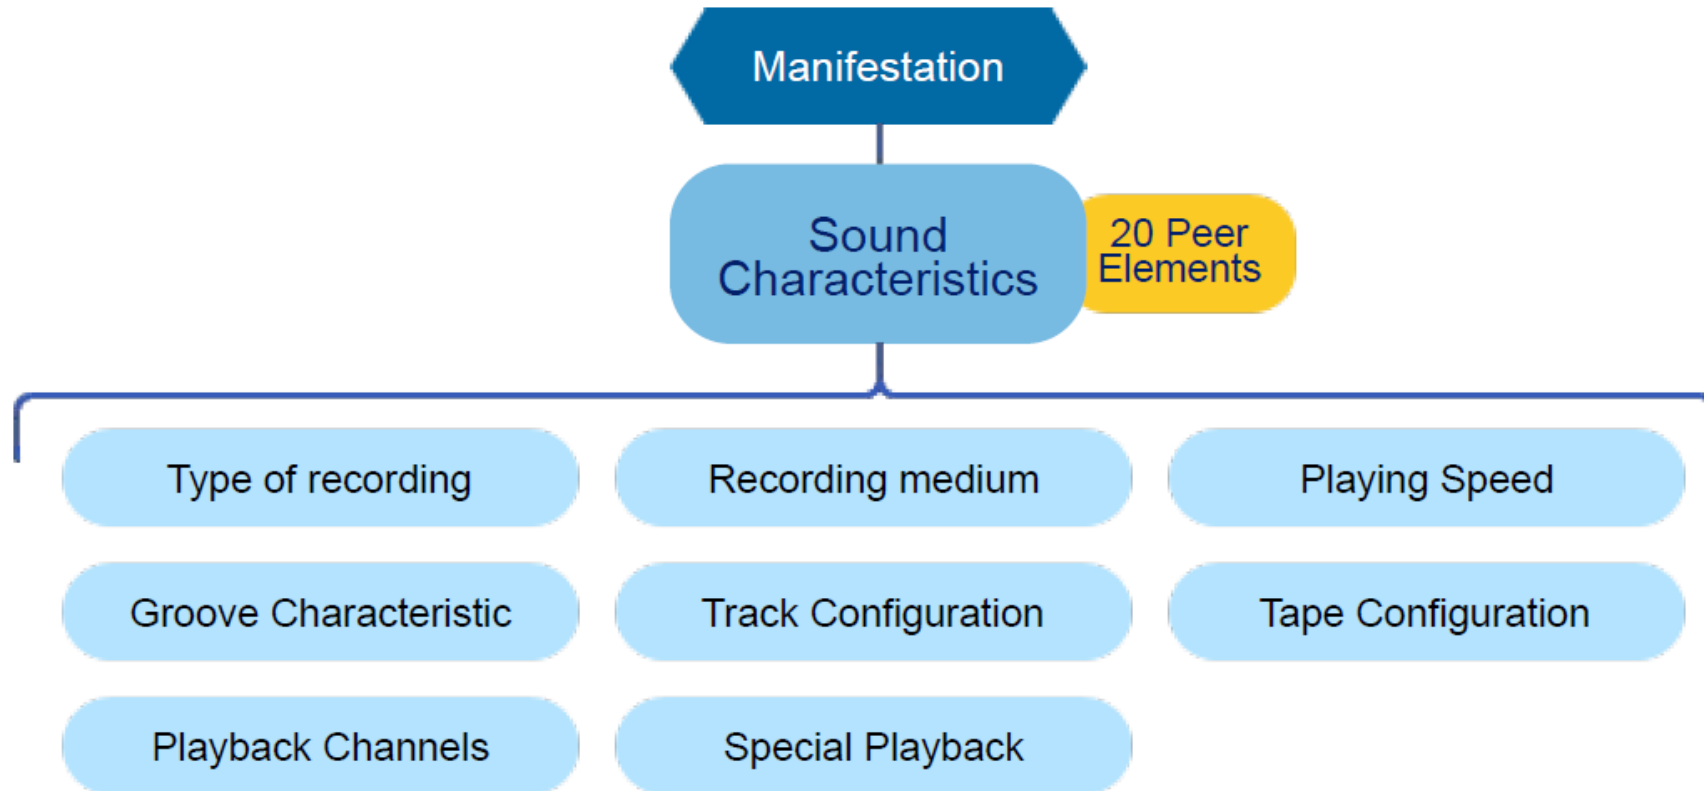 Manifestation
Sound
Characteristics
20 Peer
Elements
Type of recording
Recording medium
Playing Speed
Groove Characteristic
Track Configuration
Tape Configuration
Playback Channels
Special Playback